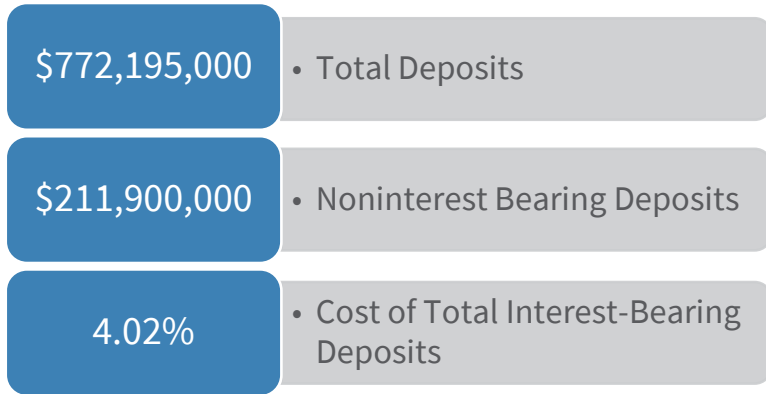 $772,195,000
• Total Deposits
$211,900,000
• Noninterest Bearing Deposits
4.02%
• Cost of Total Interest-Bearing
Deposits